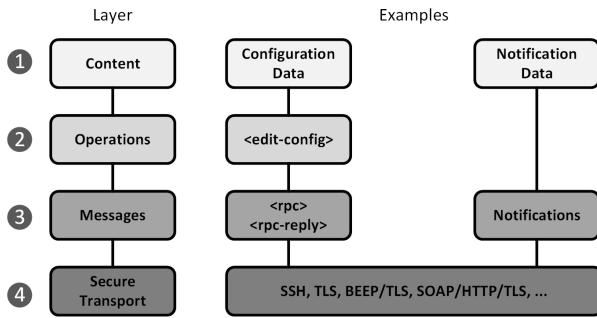 Layer
Examples
1
Content
Configuration
Data
Notification
Data
2
Operations
<edit-config>
3
Messages
<rpc>
<rpc-reply>
Notifications
4
Secure
Transport
SSH, TLS, BEEP/TLS, SOAP/HTTP/TLS, ...